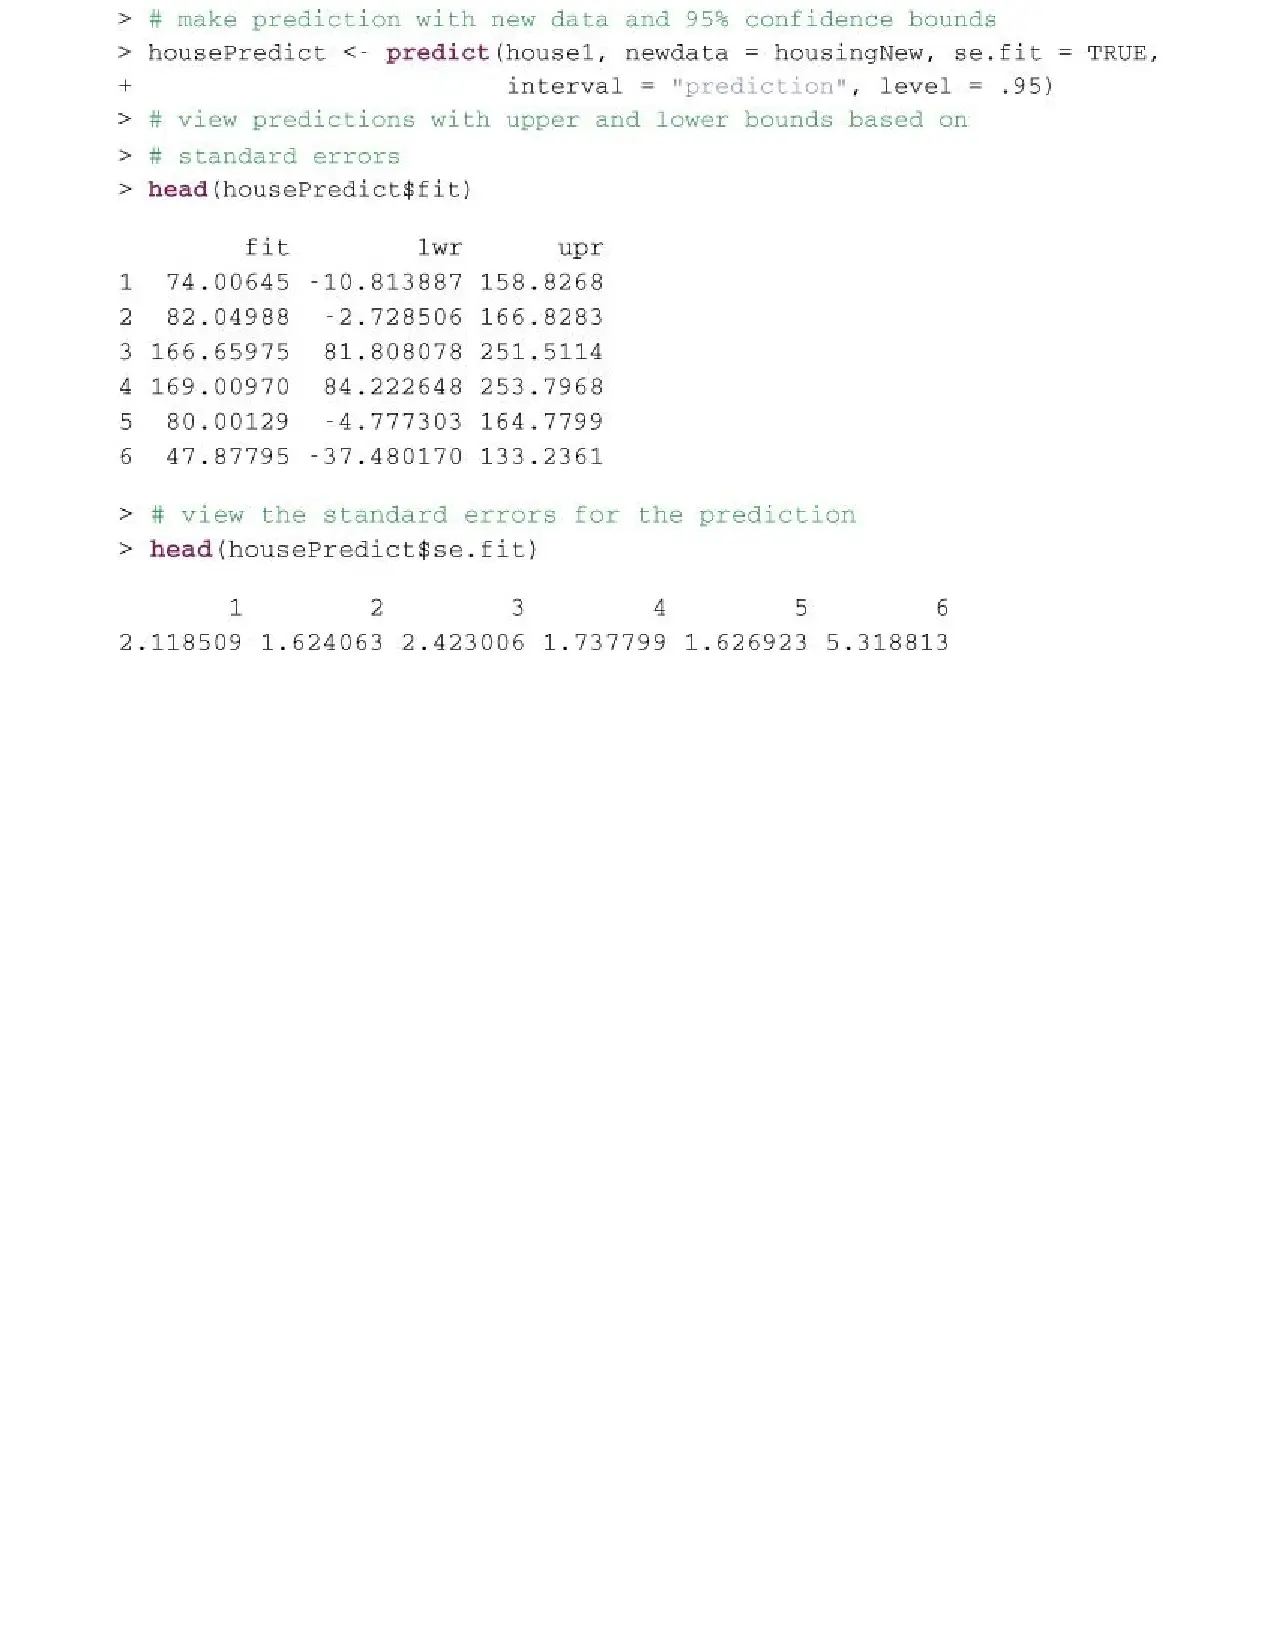 > # make prediction with new data and 95% confidence bounds
> housePredict <- predict(house1, newdata = housingNew, se.fit = TRUE,
+ interval = "prediction", level = .95)
> # view predictions with upper and lower bounds based on
> # standard errors
> head(housePredict$fit)
fit lwr upr
1 74.00645 -10.813887 158.8268
2 82.04988 -2.728506 166.8283
3 166.65975 81.808078 251.5114
4 169.00970 84.222648 253.7968
5 80.00129 -4.777303 164.7799
6 47.87795 -37.480170 133.2361
> # view the standard errors for the prediction
> head(housePredict$se.fit)
1 2 3 4 5 6
2.118509 1.624063 2.423006 1.737799 1.626923 5.318813